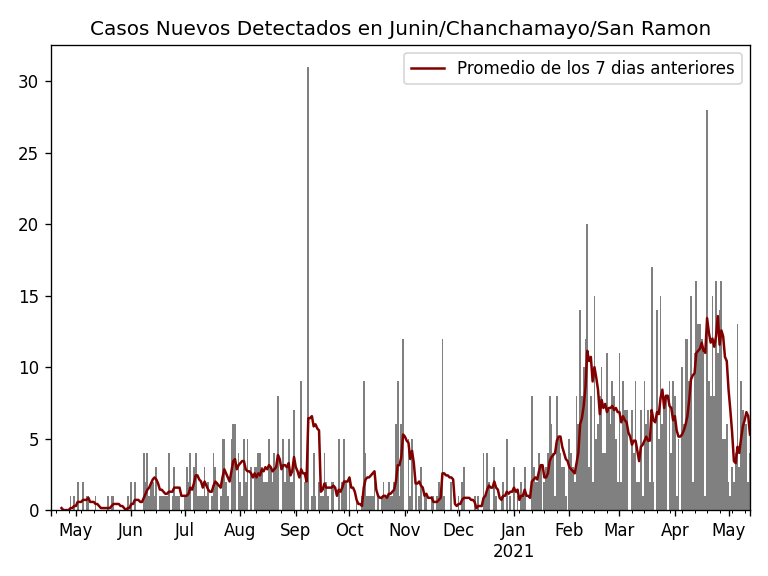 Casos Nuevos Detectados en Junin/Chanchamayo/San Ramon
Promedio de los 7 dias anteriores
30
25
20
15
10
5
0
May Jun Jul Aug Sep Oct Nov Dec Jan Feb Mar Apr May
2021